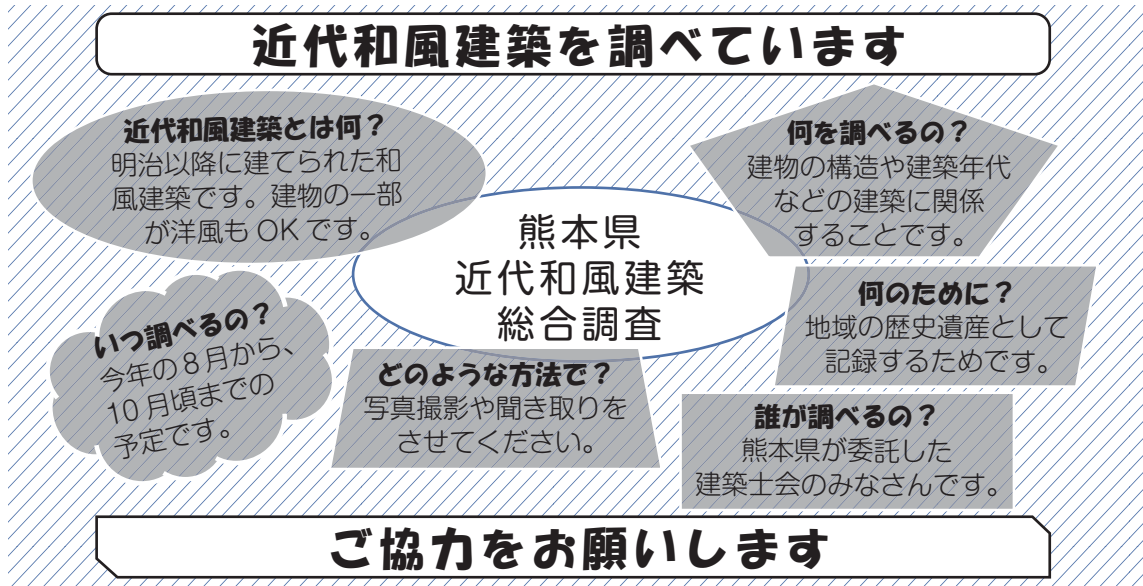 近代和風建築を調べています
近代和風建築とは何？
明治以降に建てられた和
風建築です。建物の一部
が洋風も OK です。
何を調べるの？
建物の構造や建築年代
などの建築に関係
することです。
熊本県
近代和風建築
総合調査
いつ調べるの？
今年の8月から、
10月頃までの
予定です。
どのような方法で？
写真撮影や聞き取りを
させてください。
何のために？
地域の歴史遺産として
記録するためです。
誰が調べるの？
熊本県が委託した
建築士会のみなさんです。
ご協力をお願いします